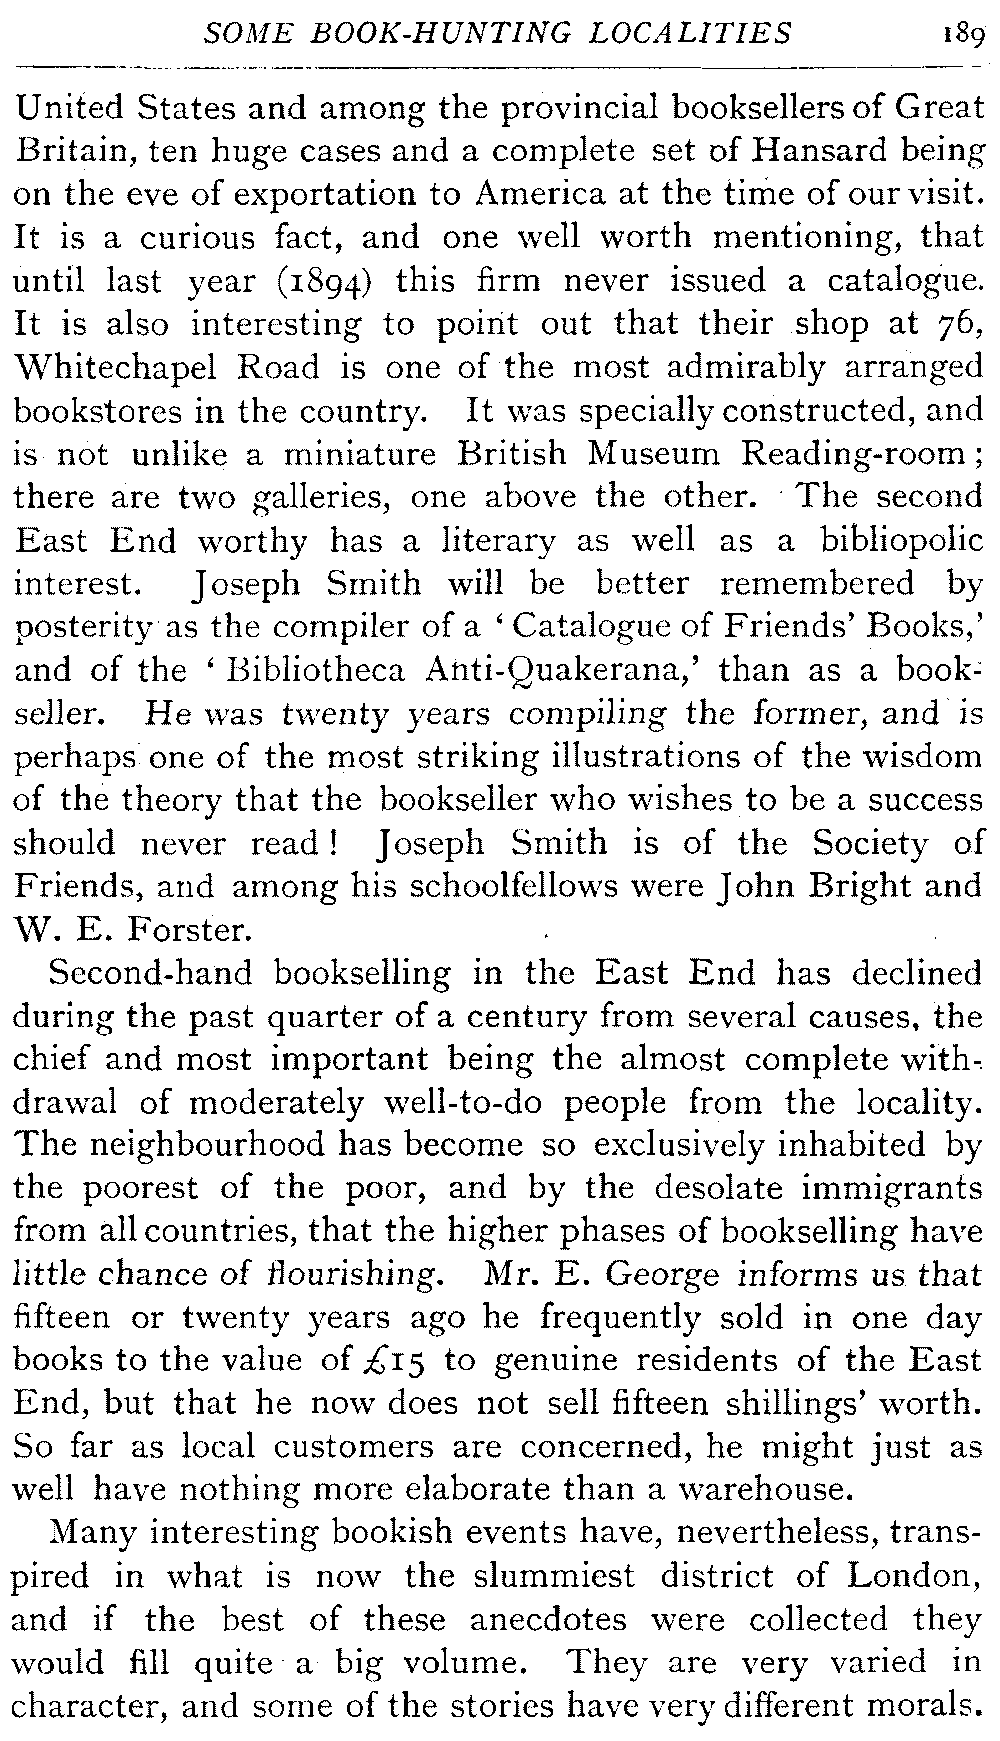 SOME BOOK-HUNTING LOCALITIES 189
United States and among the provincial booksellers of Great
Britain, ten huge cases and a complete set of Hansard being
on the eve of exportation to America at the time of our visit.
It is a curious fact, and one well worth mentioning, that
until last year (1894) this firm never issued a catalogue.
It is also interesting to point out that their shop at 76,
Whitechapel Road is one of the most admirably arranged
bookstores in the country. It was specially constructed, and
is not unlike a miniature British Museum Reading-room;
there are two galleries, one above the other. The second
East End worthy has a literary as well as a bibliopolic
interest. Joseph Smith will be better remembered by
posterity as the compiler of a ‘Catalogue of Friends’ Books,’
and of the ‘Bibliotheca Anti-Quakerana,’ than as a book-
seller. He was twenty years compiling the former, and is
perhaps one of the most striking illustrations of the wisdom
of the theory that the bookseller who wishes to be a success
should never read! Joseph Smith is of the Society of
Friends, and among his schoolfellows were John Bright and
W. E. Forster.
Second-hand bookselling in the East End has declined
during the past quarter of a century from several causes, the
chief and most important being the almost complete with-
drawal of moderately well-to-do people from the locality.
The neighbourhood has become so exclusively inhabited by
the poorest of the poor, and by the desolate immigrants
from all countries, that the higher phases of bookselling have
little chance of flourishing. Mr. E. George informs us that
fifteen or twenty years ago he frequently sold in one day
books to the value of £15 to genuine residents of the East
End, but that he now does not sell fifteen shillings’ worth.
So far as local customers are concerned, he might just as
well have nothing more elaborate than a warehouse.
Many interesting bookish events have, nevertheless, trans-
pired in what is now the slummiest district of London,
and if the best of these anecdotes were collected they
would fill quite a big volume. They are very varied in
character, and some of the stories have very different morals.